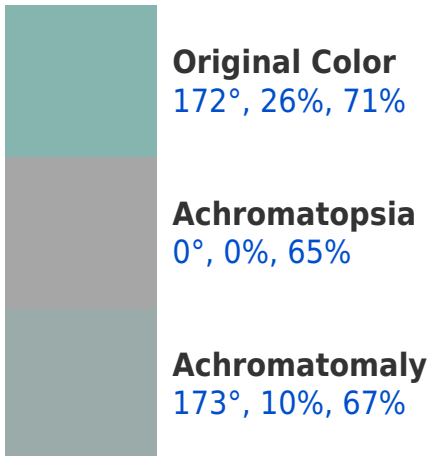 Original Color
172°, 26%, 71%
Achromatopsia
0°, 0%, 65%
Achromatomaly
173°, 10%, 67%